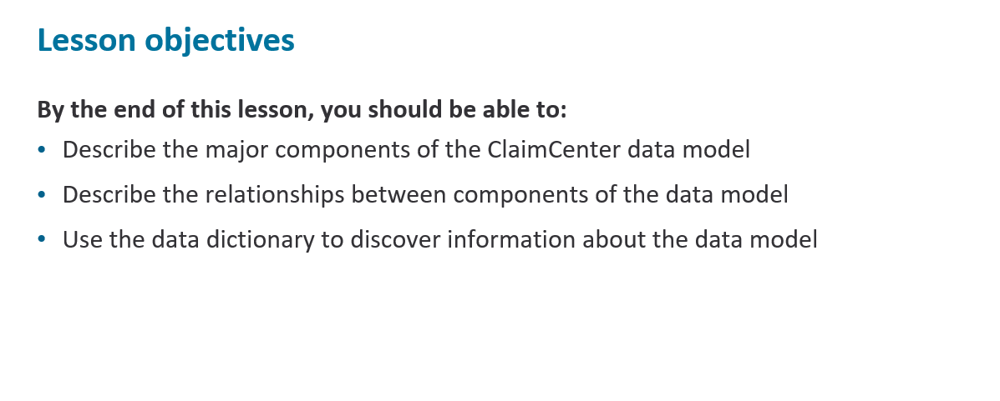 Lesson objectives
By the end of this lesson, you should be able to:
• Describe the major components of the ClaimCenter data model
• Describe the relationships between components of the data model
• Use the data dictionary to discover information about the data model